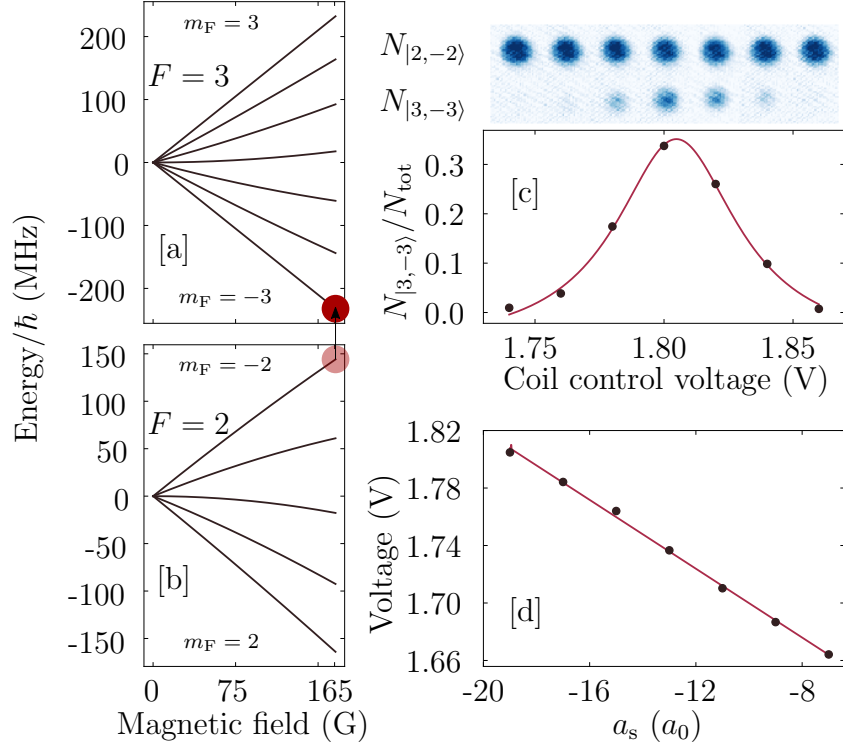 Energy/ℏ (MHz)
200
100
0
-100
-200
m_F = 3
F = 3
[a]
m_F = −3
150
100
50
0
-50
-100
-150
m_F = −2
F = 2
[b]
m_F = 2
0 75 165
Magnetic field (G)
N_|2,−2⟩
N_|3,−3⟩
N_|3,−3⟩/N_tot
0.3
0.2
0.1
0.0
[c]
1.75 1.80 1.85
Coil control voltage (V)
Voltage (V)
1.82
1.78
1.74
1.70
1.66
[d]
-20 -16 -12 -8
a_s (a_0)